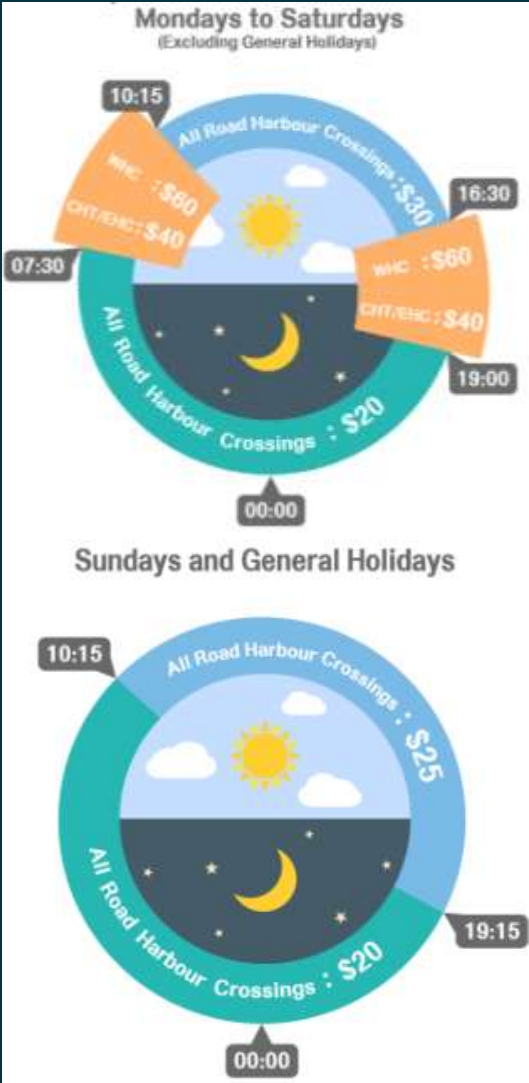 Mondays to Saturdays
(Excluding General Holidays)
10:15
All Road Harbour Crossings :$30
16:30
WHC :$60
CHT/EHC :$40
WHC :$60
CHT/EHC :$40
07:30
19:00
All Road Harbour Crossings : $20
00:00
Sundays and General Holidays
10:15
All Road Harbour Crossings : $25
All Road Harbour Crossings : $20
19:15
00:00